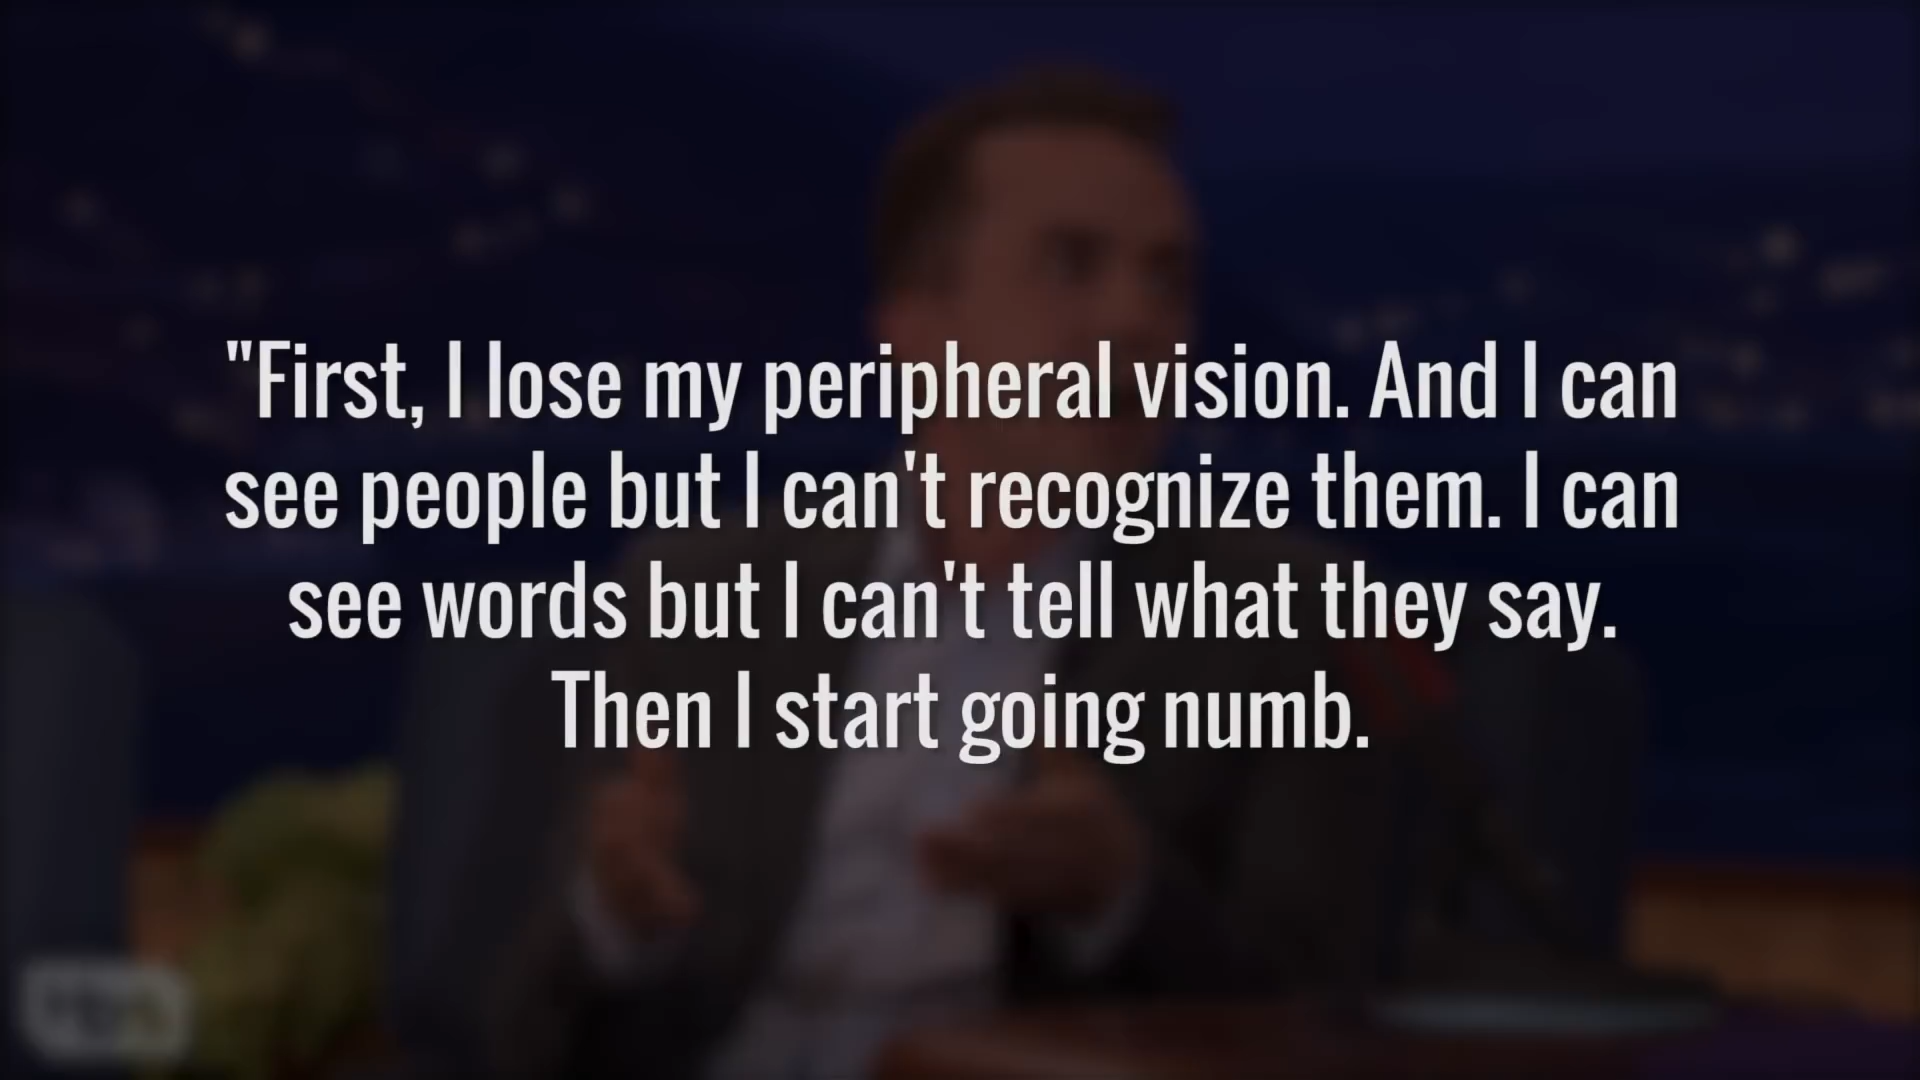 "First, I lose my peripheral vision. And I can
see people but I can't recognize them. I can
see words but I can't tell what they say.
Then I start going numb.